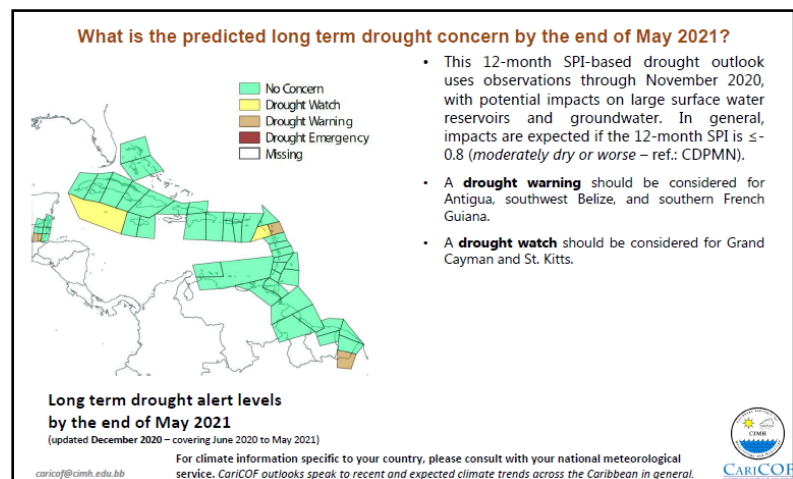 What is the predicted long term drought concern by the end of May 2021?
No Concern
Drought Watch
Drought Warning
Drought Emergency
Missing
• This 12-month SPI-based drought outlook
uses observations through November 2020,
with potential impacts on large surface water
reservoirs and groundwater. In general,
impacts are expected if the 12-month SPI is ≤-
0.8 (moderately dry or worse – ref.: CDPMN).
• A drought warning should be considered for
Antigua, southwest Belize, and southern French
Guiana.
• A drought watch should be considered for Grand
Cayman and St. Kitts.
Long term drought alert levels
by the end of May 2021
(updated December 2020 – covering June 2020 to May 2021)
For climate information specific to your country, please consult with your national meteorological
service. CariCOF outlooks speak to recent and expected climate trends across the Caribbean in general.
caricof@cimh.edu.bb
CIMH
CARICOF